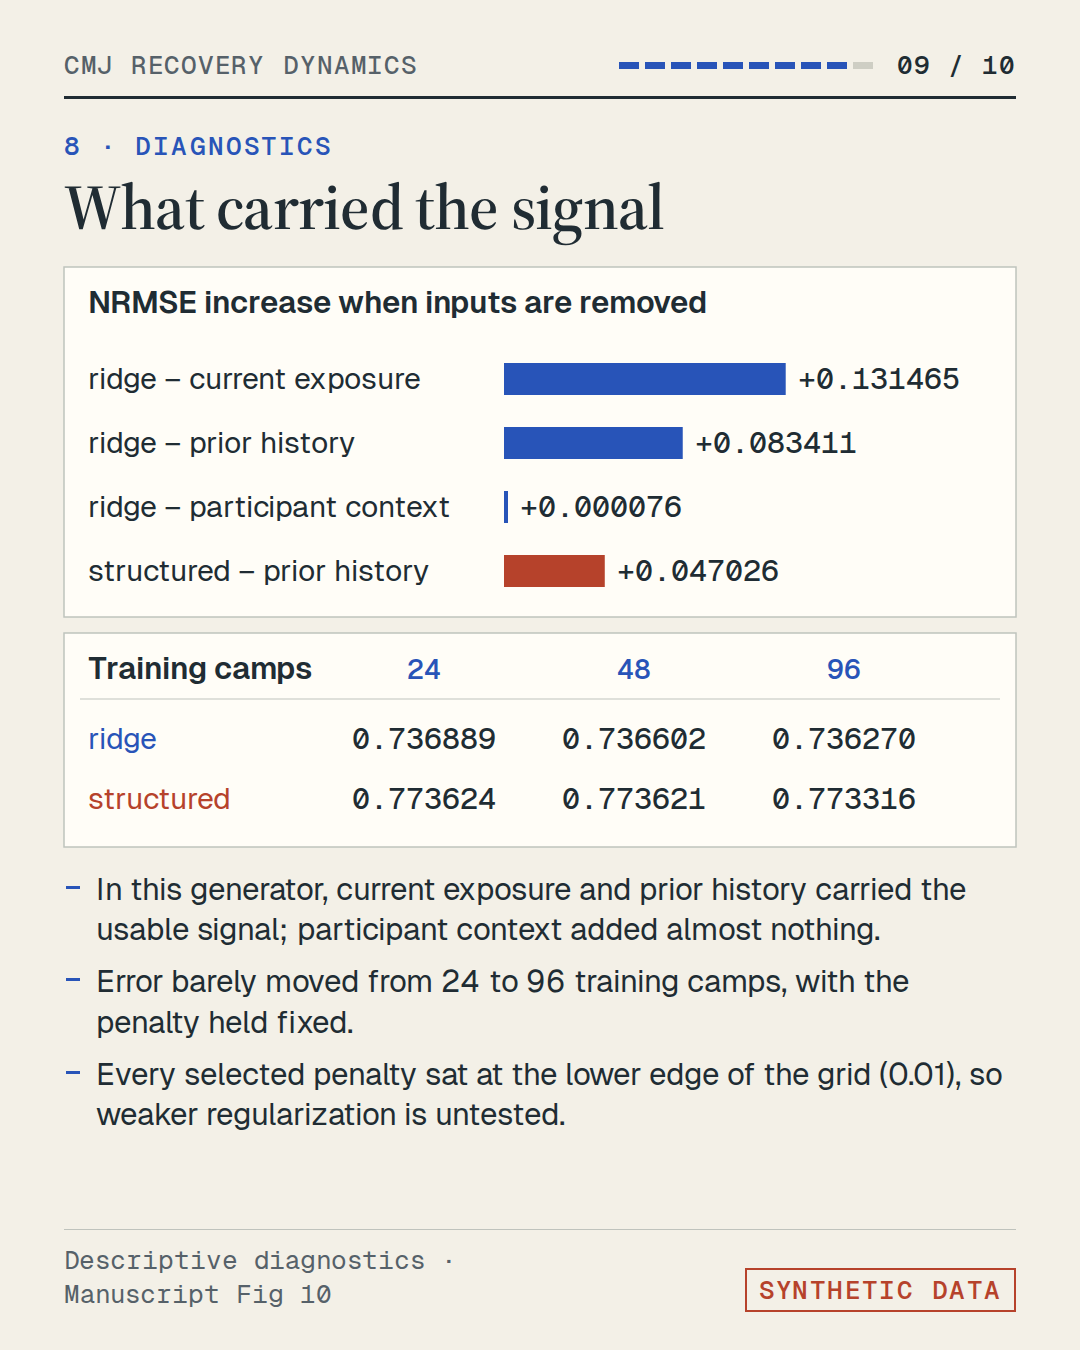 CMJ RECOVERY DYNAMICS
09 / 10
8 · DIAGNOSTICS
What carried the signal
NRMSE increase when inputs are removed
ridge – current exposure +0.131465
ridge – prior history +0.083411
ridge – participant context +0.000076
structured – prior history +0.047026
Training camps 24 48 96
ridge 0.736889 0.736602 0.736270
structured 0.773624 0.773621 0.773316
– In this generator, current exposure and prior history carried the
usable signal; participant context added almost nothing.
– Error barely moved from 24 to 96 training camps, with the
penalty held fixed.
– Every selected penalty sat at the lower edge of the grid (0.01), so
weaker regularization is untested.
Descriptive diagnostics ·
Manuscript Fig 10
SYNTHETIC DATA